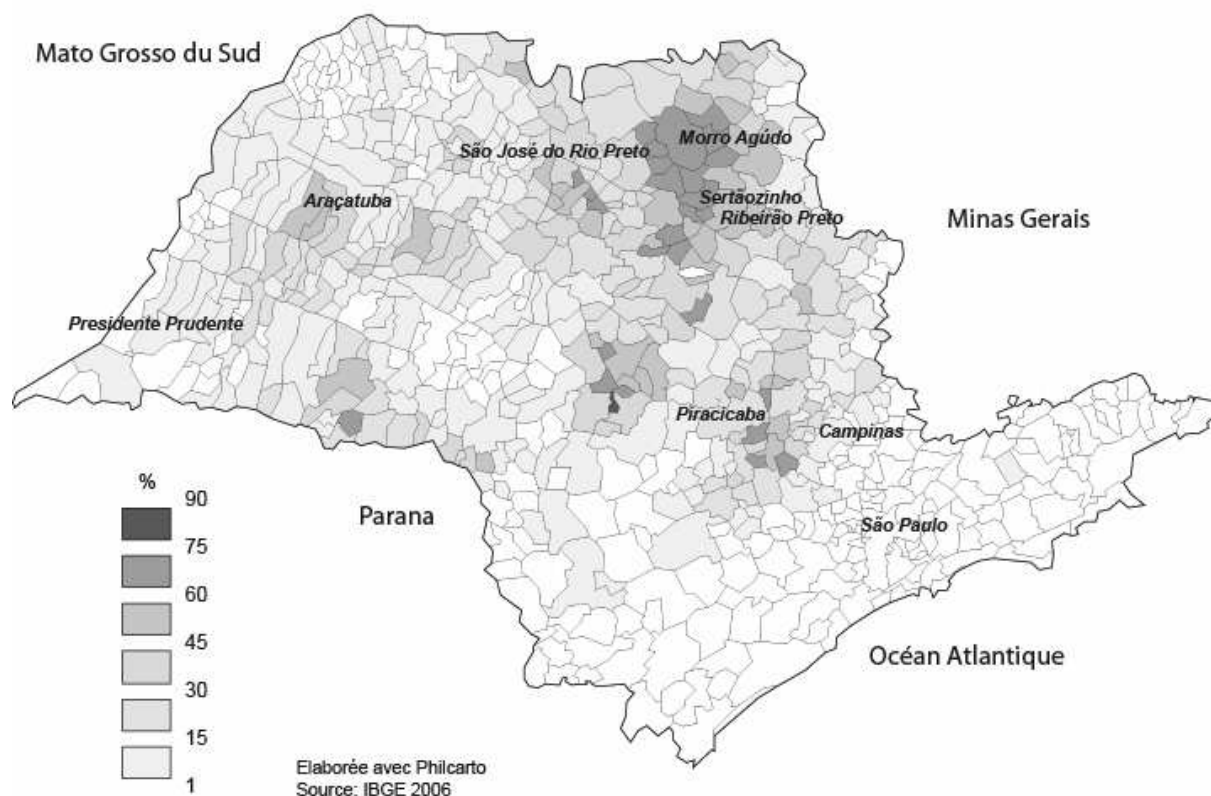 Mato Grosso du Sud
Morro Agúdo
São José do Rio Preto
Araçatuba
Sertãozinho
Ribeirão Preto
Minas Gerais
Presidente Prudente
Piracicaba
Campinas
%
90
75
60
45
30
15
1
Parana
São Paulo
Océan Atlantique
Elaborée avec Philcarto
Source: IBGE 2006